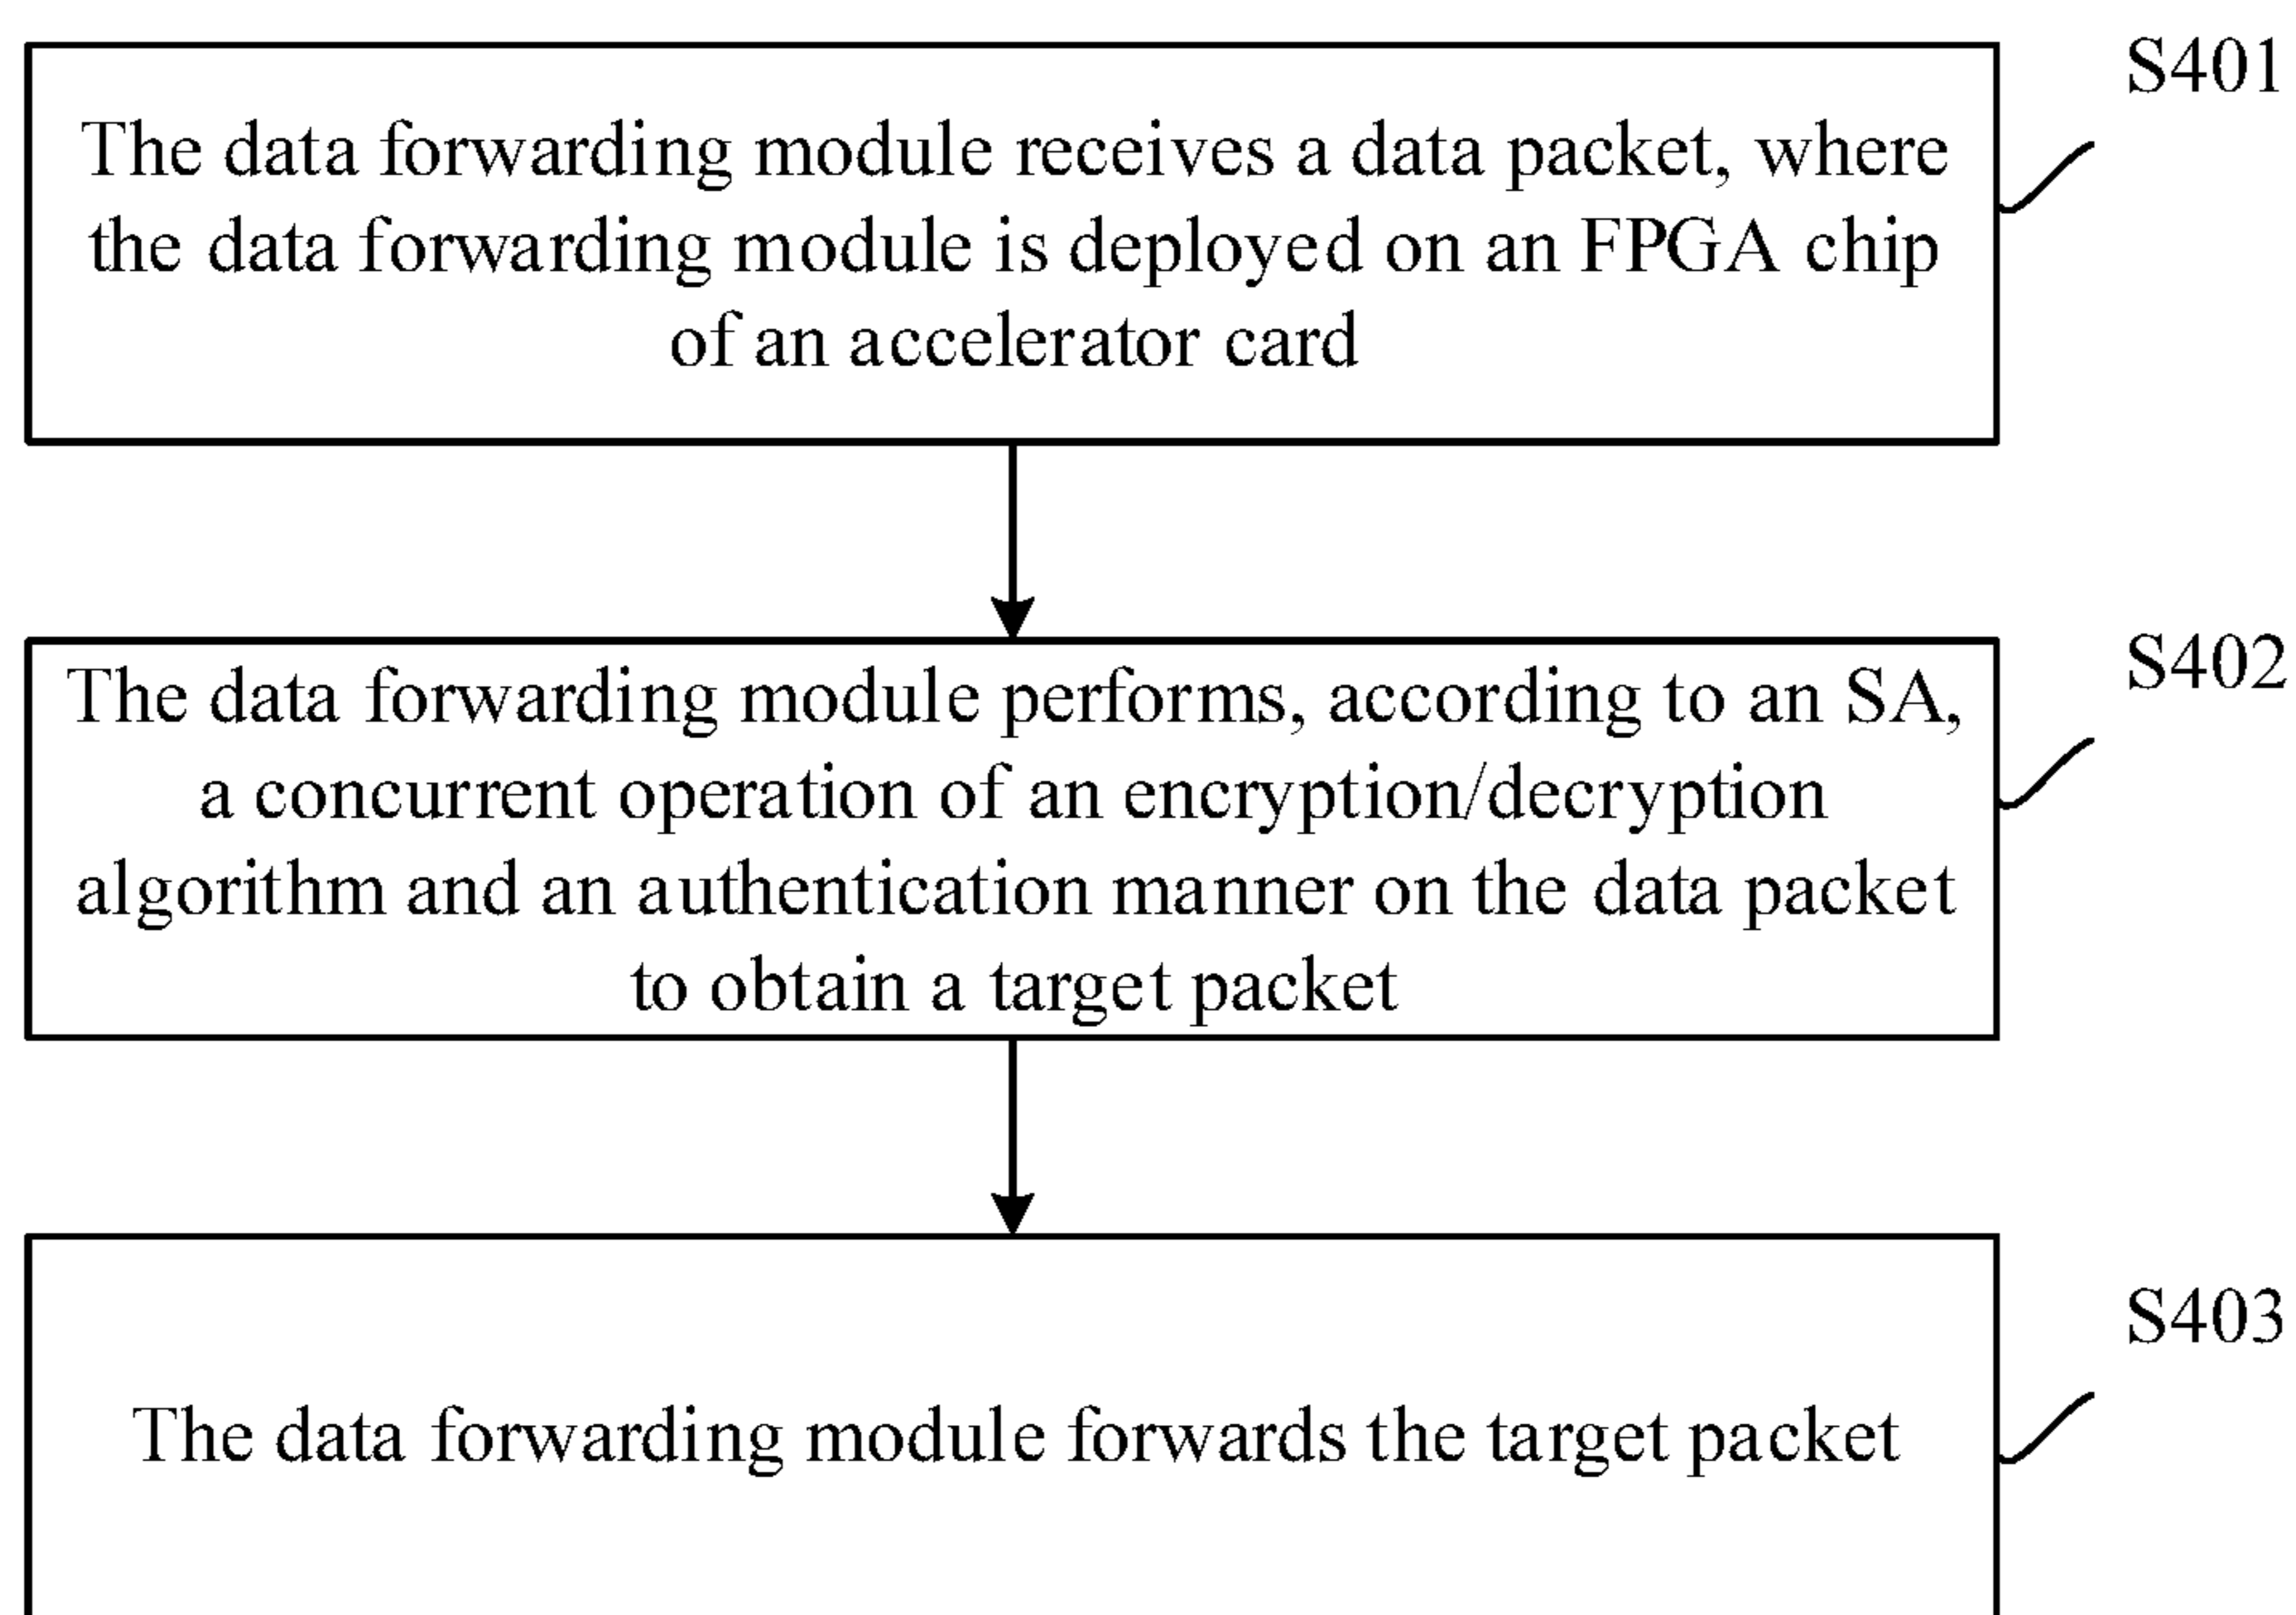 S401
The data forwarding module receives a data packet, where
the data forwarding module is deployed on an FPGA chip
of an accelerator card
S402
The data forwarding module performs, according to an SA,
a concurrent operation of an encryption/decryption
algorithm and an authentication manner on the data packet
to obtain a target packet
S403
The data forwarding module forwards the target packet